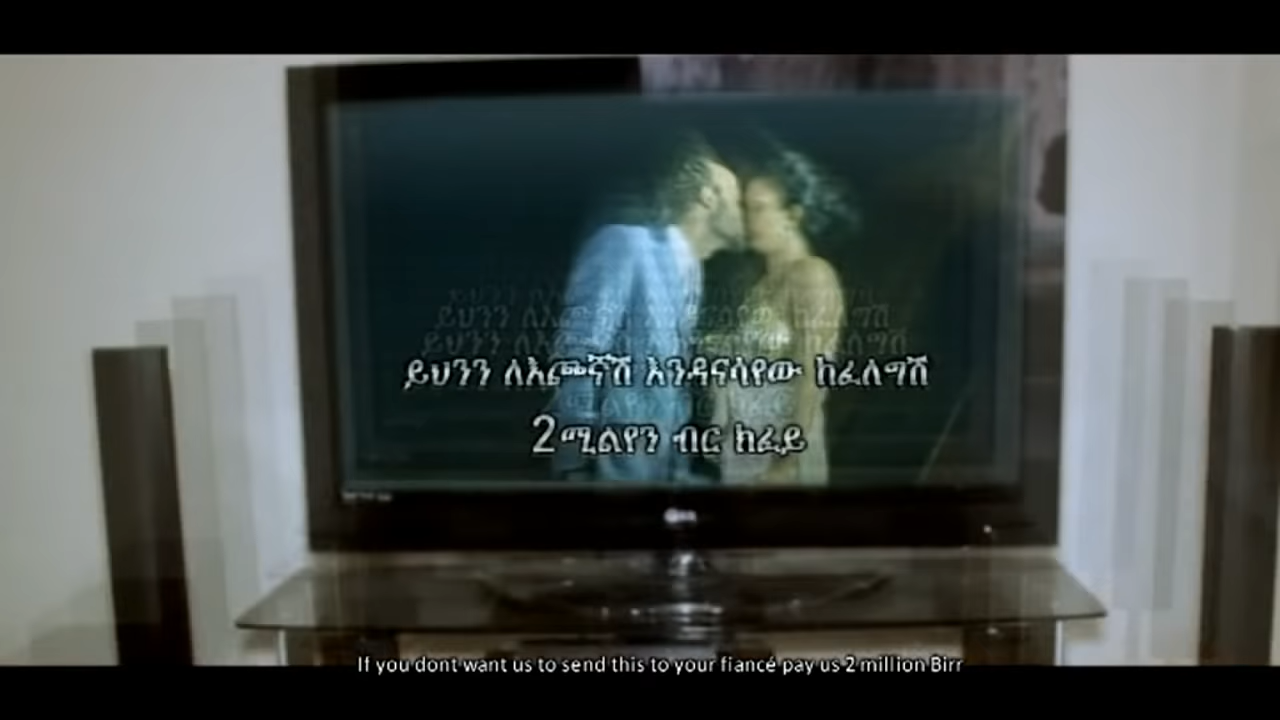 ይህንን ለእጮኛሽ እንዳናሳየው ከፈለግሽ
2ሚልየን ብር ክፈይ
If you dont want us to send this to your fiancé pay us 2 million Birr